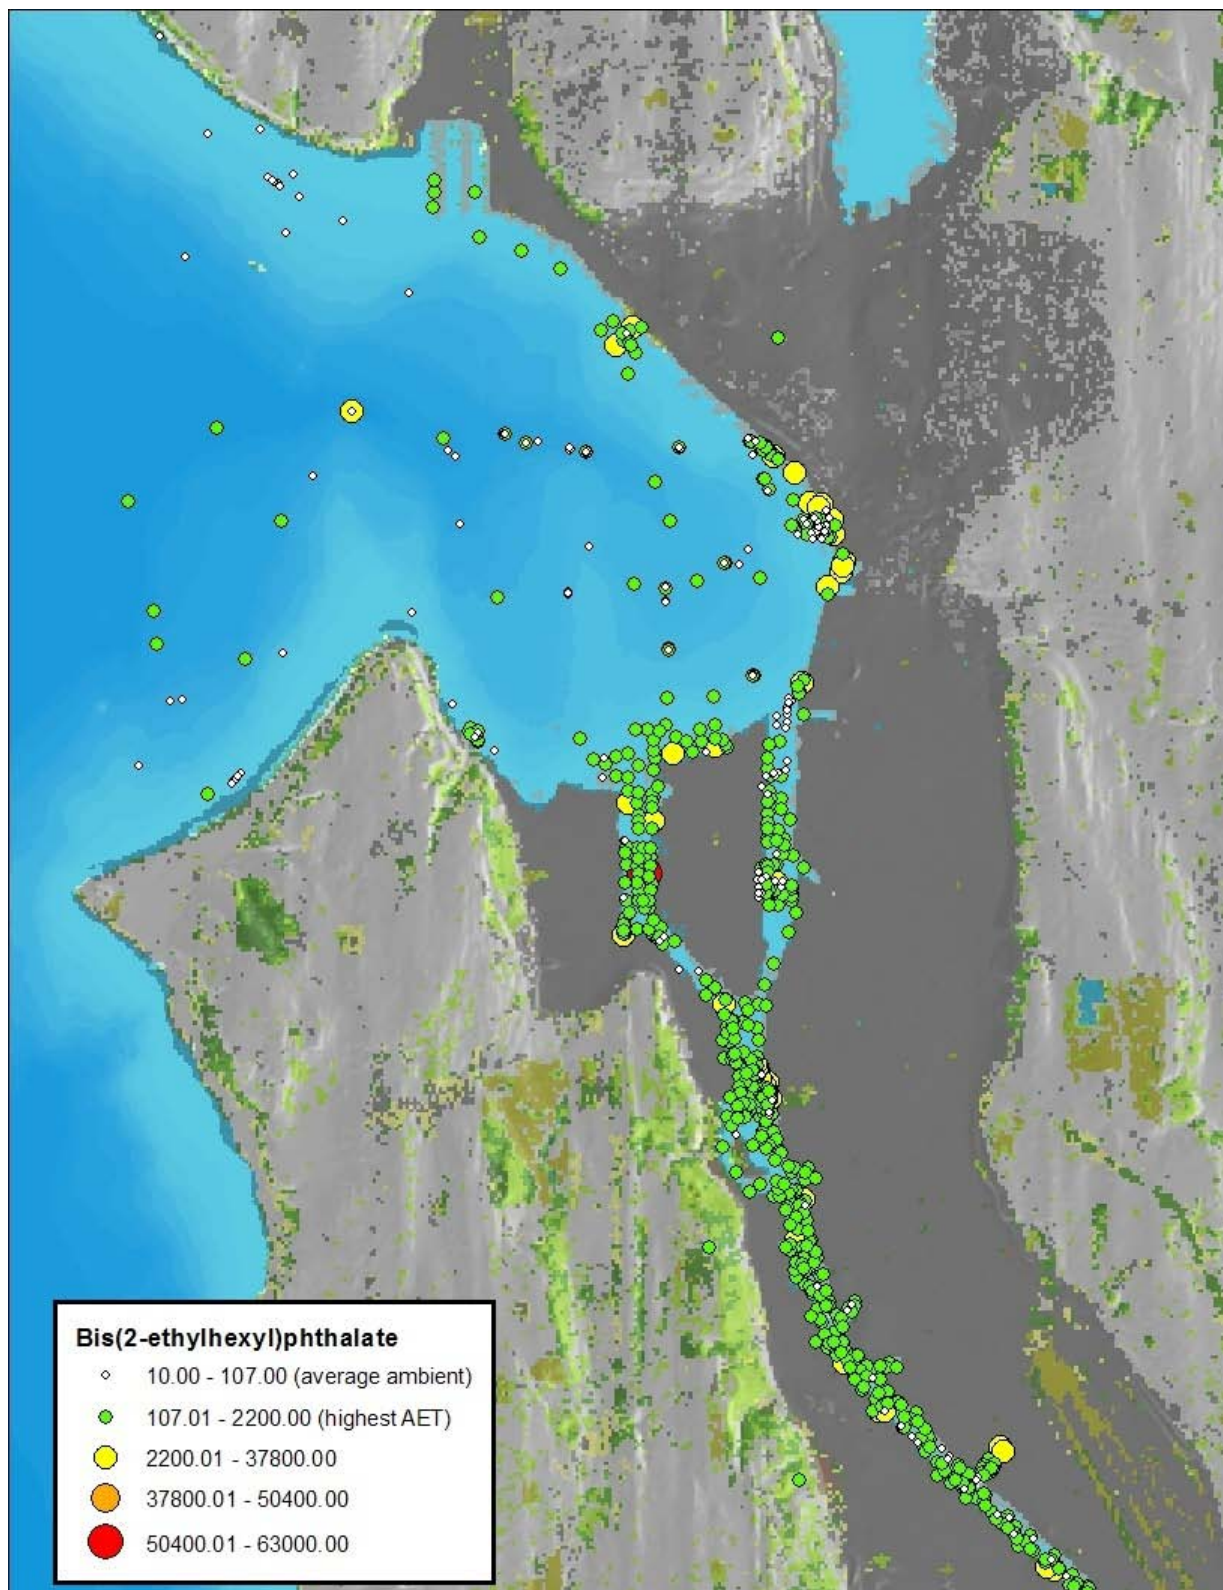 Bis(2-ethylhexyl)phthalate
10.00 - 107.00 (average ambient)
107.01 - 2200.00 (highest AET)
2200.01 - 37800.00
37800.01 - 50400.00
50400.01 - 63000.00